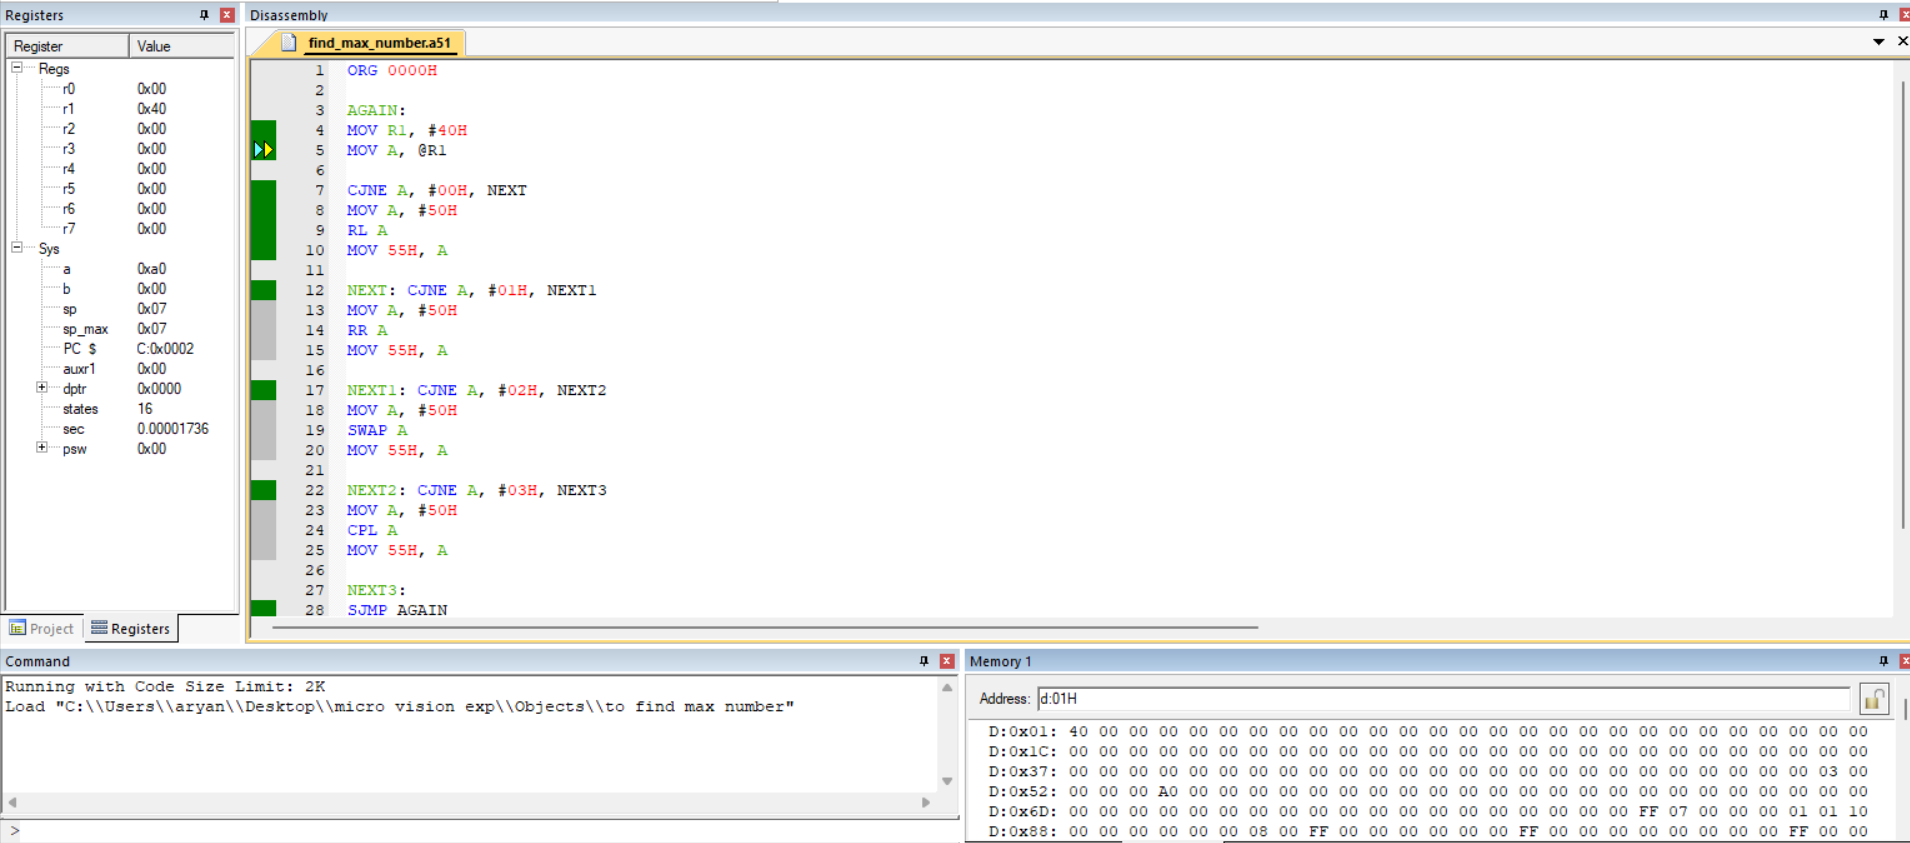 Registers
Register Value
Regs
r0 0x00
r1 0x40
r2 0x00
r3 0x00
r4 0x00
r5 0x00
r6 0x00
r7 0x00
Sys
a 0xa0
b 0x00
sp 0x07
sp_max 0x07
PC $ C:0x0002
auxr1 0x00
dptr 0x0000
states 16
sec 0.00001736
psw 0x00
Project Registers
Disassembly
find_max_number.a51
1 ORG 0000H
2
3 AGAIN:
4 MOV R1, #40H
5 MOV A, @R1
6
7 CJNE A, #00H, NEXT
8 MOV A, #50H
9 RL A
10 MOV 55H, A
11
12 NEXT: CJNE A, #01H, NEXT1
13 MOV A, #50H
14 RR A
15 MOV 55H, A
16
17 NEXT1: CJNE A, #02H, NEXT2
18 MOV A, #50H
19 SWAP A
20 MOV 55H, A
21
22 NEXT2: CJNE A, #03H, NEXT3
23 MOV A, #50H
24 CPL A
25 MOV 55H, A
26
27 NEXT3:
28 SJMP AGAIN
Command
Running with Code Size Limit: 2K
Load "C:\\Users\\aryan\\Desktop\\micro vision exp\\Objects\\to find max number"
>
Memory 1
Address: d:01H
D:0x01: 40 00 00 00 00 00 00 00 00 00 00 00 00 00 00 00 00 00 00 00 00 00 00 00 00 00 00
D:0x1C: 00 00 00 00 00 00 00 00 00 00 00 00 00 00 00 00 00 00 00 00 00 00 00 00 00 00 00
D:0x37: 00 00 00 00 00 00 00 00 00 00 00 00 00 00 00 00 00 00 00 00 00 00 00 00 00 03 00
D:0x52: 00 00 00 A0 00 00 00 00 00 00 00 00 00 00 00 00 00 00 00 00 00 00 00 00 00 00 00
D:0x6D: 00 00 00 00 00 00 00 00 00 00 00 00 00 00 00 00 00 00 00 FF 07 00 00 00 01 01 10
D:0x88: 00 00 00 00 00 00 08 00 FF 00 00 00 00 00 00 FF 00 00 00 00 00 00 00 00 FF 00 00